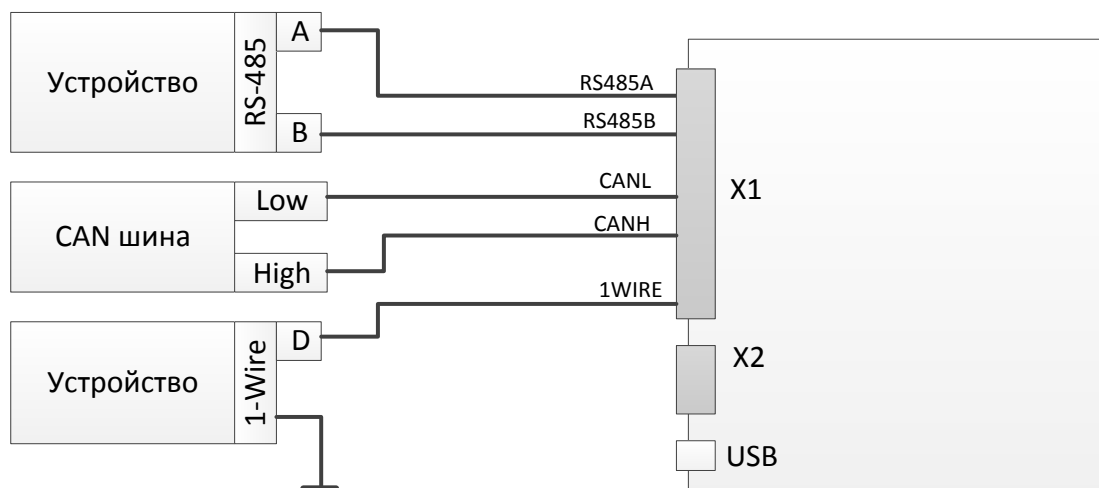 Устройство
RS-485
A
B
RS485A
RS485B
CAN шина
Low
High
CANL
CANH
Устройство
1-Wire
D
1WIRE
X1
X2
USB